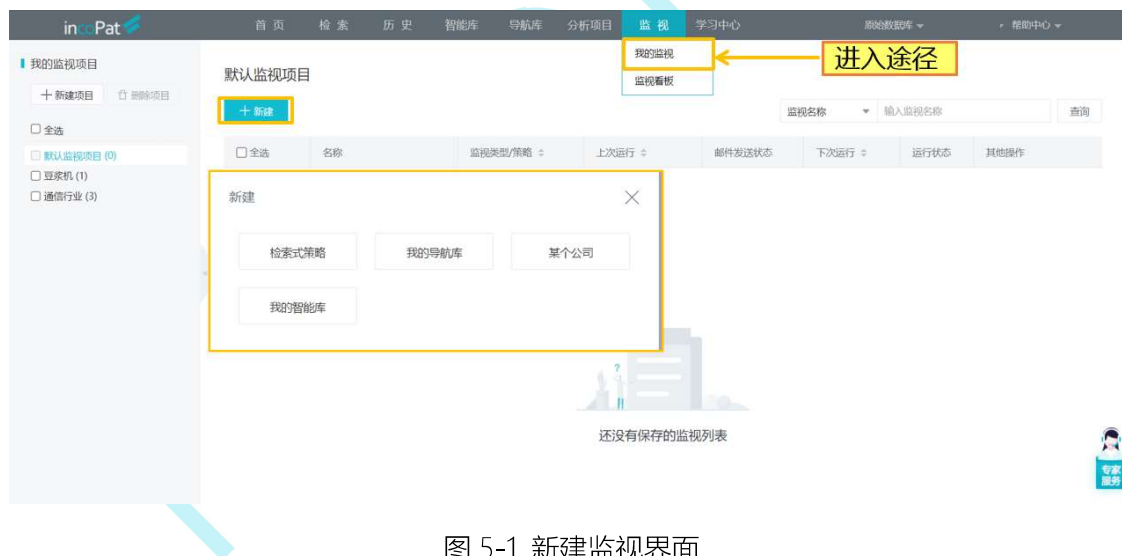 incoPat 首页 检索 历史 智能库 导航库 分析项目 监视 学习中心 原始数据库 帮助中心
我的监视项目
+ 新建项目 删除项目
全选
默认监视项目 (0)
豆浆机 (1)
通信行业 (3)
我的监视
监视看板
进入途径
默认监视项目
+ 新建 监视名称 输入监视名称 查询
全选 名称 监视类型/策略 上次运行 邮件发送状态 下次运行 运行状态 其他操作
新建
检索式策略 我的导航库 某个公司
我的智能库
?
还没有保存的监视列表
专家
服务
图 5-1 新建监视界面